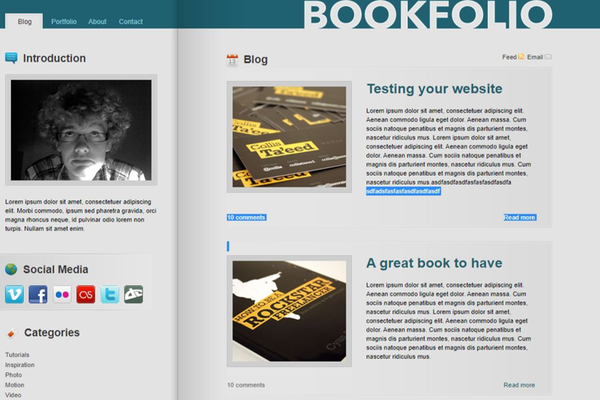 BOOKFOLIO
Blog Portfolio About Contact
Introduction
Lorem ipsum dolor sit amet, consectetuer adipiscing
elit. Morbi commodo, ipsum sed pharetra gravida, orci
magna rhoncus neque, id pulvinar odio lorem non
turpis. Nullam sit amet enim.
Social Media
Categories
Tutorials
Inspiration
Photo
Motion
Video
Blog
Feed Email
Collis
Ta'eed
Testing your website
Lorem ipsum dolor sit amet, consectetuer adipiscing elit.
Aenean commodo ligula eget dolor. Aenean massa. Cum
sociis natoque penatibus et magnis dis parturient montes,
nascetur ridiculus mus. Lorem ipsum dolor sit amet,
consectetuer adipiscing elit. Aenean commodo ligula eget
dolor. Aenean massa. Cum sociis natoque penatibus et
magnis dis parturient montes, nascetur ridiculus mus. Cum
sociis natoque penatibus et magnis dis parturient montes,
nascetur ridiculus mus.asdfasdfasdfasfasdfasdfa
sdfadsfasfasfasdfasdfasdf
10 comments Read more
HOW TO BE A
ROCKSTAR
FREELANCER
A great book to have
Lorem ipsum dolor sit amet, consectetuer adipiscing elit.
Aenean commodo ligula eget dolor. Aenean massa. Cum
sociis natoque penatibus et magnis dis parturient montes,
nascetur ridiculus mus. Lorem ipsum dolor sit amet,
consectetuer adipiscing elit. Aenean commodo ligula eget
dolor. Aenean massa. Cum sociis natoque penatibus et
magnis dis parturient montes, nascetur ridiculus mus. Cum
sociis natoque penatibus et magnis dis parturient montes,
nascetur ridiculus mus.
10 comments Read more